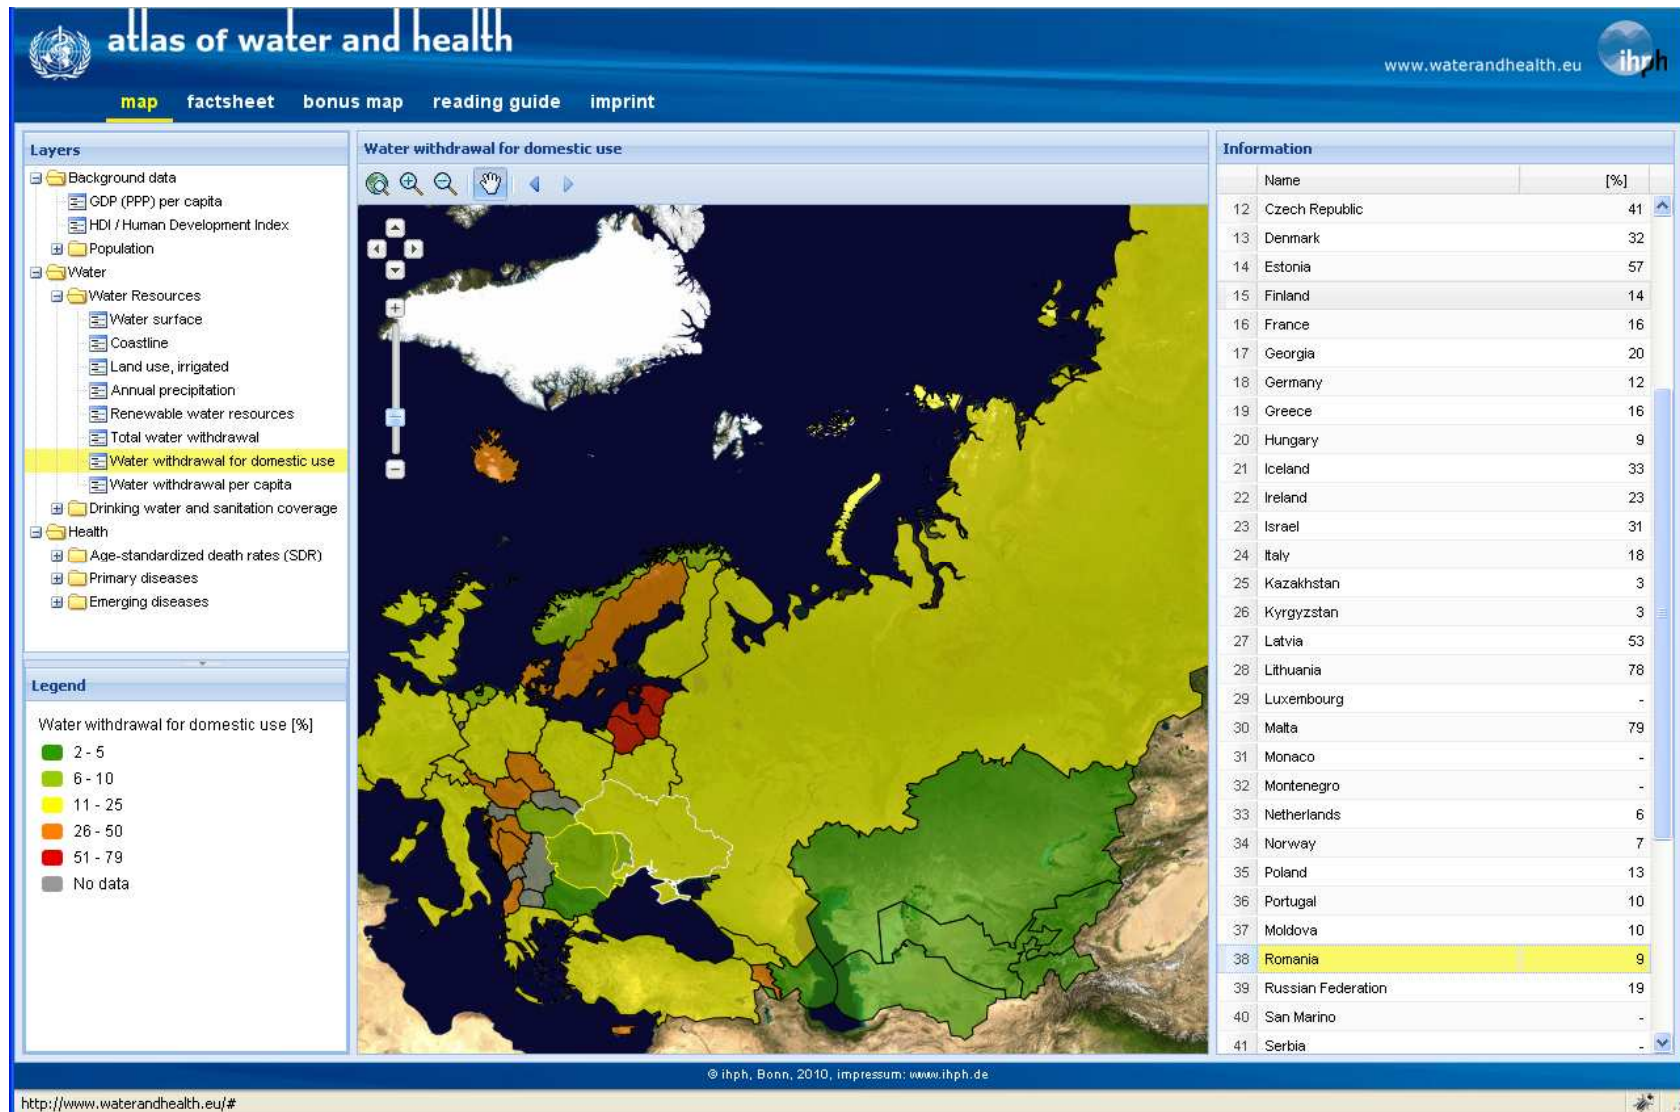 atlas of water and health
www.waterandhealth.eu
ihph
map factsheet bonus map reading guide imprint
Layers
Background data
GDP (PPP) per capita
HDI / Human Development Index
Population
Water
Water Resources
Water surface
Coastline
Land use, irrigated
Annual precipitation
Renewable water resources
Total water withdrawal
Water withdrawal for domestic use
Water withdrawal per capita
Drinking water and sanitation coverage
Health
Age-standardized death rates (SDR)
Primary diseases
Emerging diseases
Legend
Water withdrawal for domestic use [%]
2 - 5
6 - 10
11 - 25
26 - 50
51 - 79
No data
Water withdrawal for domestic use
Information
Name [%]
12 Czech Republic 41
13 Denmark 32
14 Estonia 57
15 Finland 14
16 France 16
17 Georgia 20
18 Germany 12
19 Greece 16
20 Hungary 9
21 Iceland 33
22 Ireland 23
23 Israel 31
24 Italy 18
25 Kazakhstan 3
26 Kyrgyzstan 3
27 Latvia 53
28 Lithuania 78
29 Luxembourg -
30 Malta 79
31 Monaco -
32 Montenegro -
33 Netherlands 6
34 Norway 7
35 Poland 13
36 Portugal 10
37 Moldova 10
38 Romania 9
39 Russian Federation 19
40 San Marino -
41 Serbia -
© ihph, Bonn, 2010, impressum: www.ihph.de
http://www.waterandhealth.eu/#